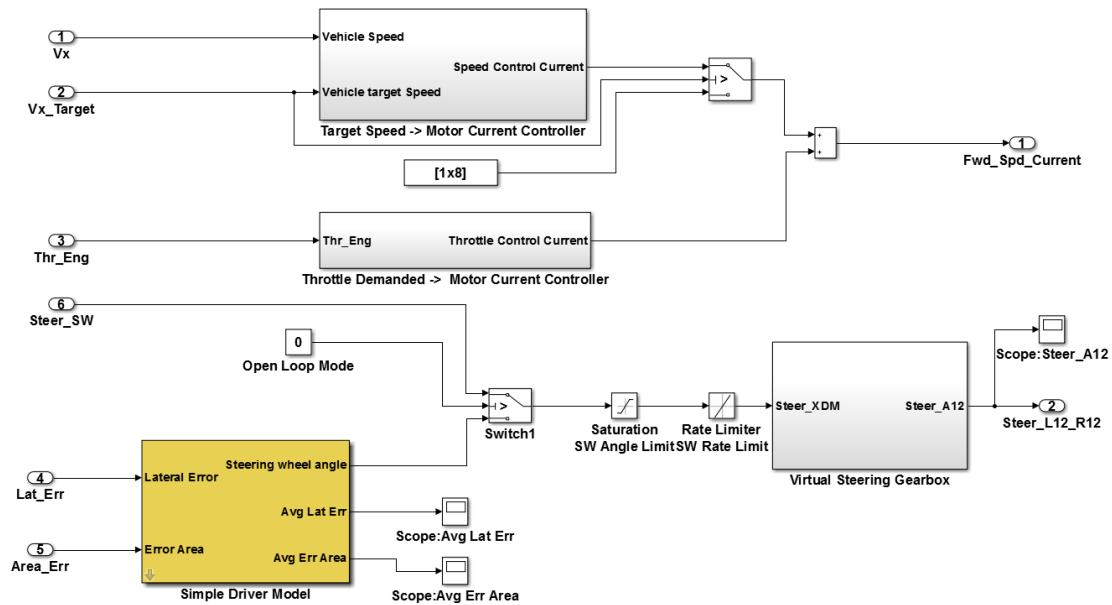 1
Vx
2
Vx_Target
Vehicle Speed
Speed Control Current
Vehicle target Speed
Target Speed -> Motor Current Controller
>
[1x8]
+
+
1
Fwd_Spd_Current
3
Thr_Eng
Thr_Eng
Throttle Control Current
Throttle Demanded -> Motor Current Controller
6
Steer_SW
0
Open Loop Mode
>
Switch1
Saturation
SW Angle Limit
Rate Limiter
SW Rate Limit
Steer_XDM
Steer_A12
Virtual Steering Gearbox
Scope:Steer_A12
2
Steer_L12_R12
4
Lat_Err
5
Area_Err
Lateral Error
Steering wheel angle
Avg Lat Err
Error Area
Avg Err Area
Simple Driver Model
Scope:Avg Lat Err
Scope:Avg Err Area